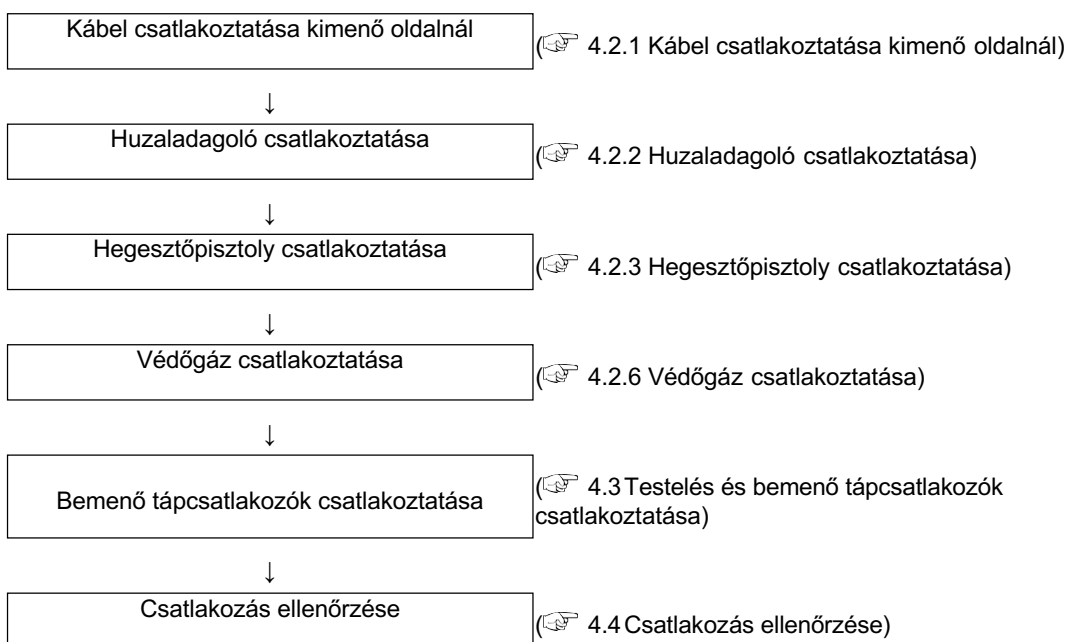 Kábel csatlakoztatása kimenő oldalnál
(☞ 4.2.1 Kábel csatlakoztatása kimenő oldalnál)
↓
Huzaladagoló csatlakoztatása
(☞ 4.2.2 Huzaladagoló csatlakoztatása)
↓
Hegesztőpisztoly csatlakoztatása
(☞ 4.2.3 Hegesztőpisztoly csatlakoztatása)
↓
Védőgáz csatlakoztatása
(☞ 4.2.6 Védőgáz csatlakoztatása)
↓
Bemenő tápcsatlakozók csatlakoztatása
(☞ 4.3 Testelés és bemenő tápcsatlakozók
csatlakoztatása)
↓
Csatlakozás ellenőrzése
(☞ 4.4 Csatlakozás ellenőrzése)